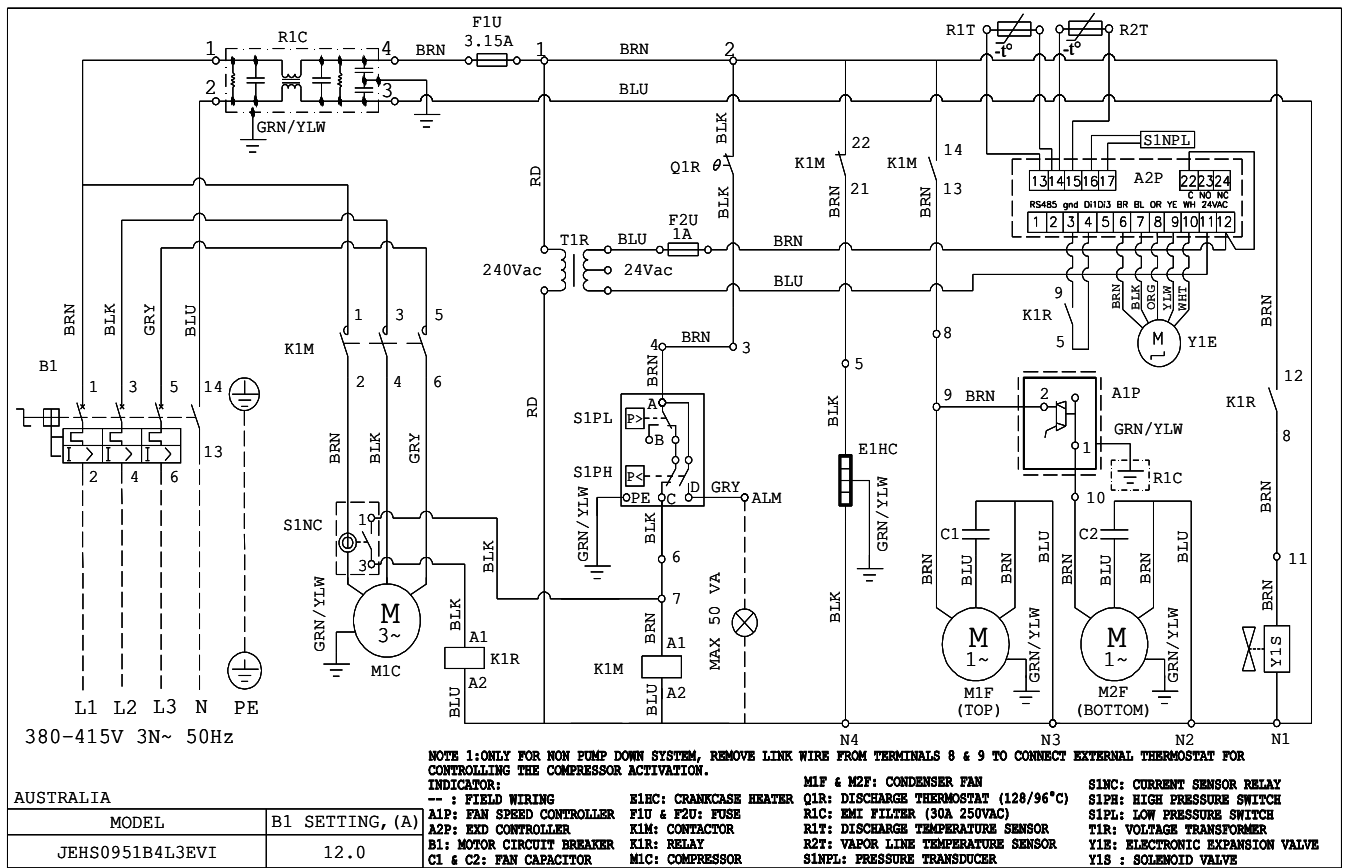 R1C
F1U
3.15A
1
4
BRN
1
BRN
2
R1T
-t°
-t°
R2T
2
3
BLU
GRN/YLW
BLK
S1NPL
22
K1M
K1M
14
RD
Q1R
θ
BLK
21
13
BRN
BRN
13 14 15 16 17
A2P
22 23 24
C NO NC
RS485 gnd Di1 Di3 BR BL OR YE WH 24VAC
1 2 3 4 5 6 7 8 9 10 11 12
T1R
BLU
F2U
1A
BRN
240Vac
24Vac
BLU
BRN
BLK
GRY
BLU
1
3
5
K1M
2
4
6
9
K1R
5
BRN
BLK
ORG
YLW
WHT
M
Y1E
BRN
8
4
BRN
3
BRN
5
B1
1
3
5
14
13
2
4
6
BRN
BLK
GRY
RD
S1PL
P>
A
B
S1PH
P<
PE
C
D
GRY
ALM
BLK
E1HC
GRN/YLW
9
BRN
2
A1P
1
GRN/YLW
R1C
10
12
K1R
8
BRN
S1NC
1
3
BLK
GRN/YLW
BLK
6
7
C1
C2
BRN
BLU
BRN
BLU
BRN
BLU
BRN
BLU
11
GRN/YLW
M
3~
M1C
BLK
A1
K1R
A2
BLU
BRN
A1
K1M
A2
BLU
MAX 50 VA
BLK
M
1~
M1F
(TOP)
GRN/YLW
M
1~
M2F
(BOTTOM)
GRN/YLW
BRN
Y1S
L1 L2 L3 N PE
380-415V 3N~ 50Hz
N4
N3
N2
N1
NOTE 1:ONLY FOR NON PUMP DOWN SYSTEM, REMOVE LINK WIRE FROM TERMINALS 8 & 9 TO CONNECT EXTERNAL THERMOSTAT FOR
CONTROLLING THE COMPRESSOR ACTIVATION.
INDICATOR:
-- : FIELD WIRING
A1P: FAN SPEED CONTROLLER
A2P: EXD CONTROLLER
B1: MOTOR CIRCUIT BREAKER
C1 & C2: FAN CAPACITOR
E1HC: CRANKCASE HEATER
F1U & F2U: FUSE
K1M: CONTACTOR
K1R: RELAY
M1C: COMPRESSOR
M1F & M2F: CONDENSER FAN
Q1R: DISCHARGE THERMOSTAT (128/96°C)
R1C: EMI FILTER (30A 250VAC)
R1T: DISCHARGE TEMPERATURE SENSOR
R2T: VAPOR LINE TEMPERATURE SENSOR
S1NPL: PRESSURE TRANSDUCER
S1NC: CURRENT SENSOR RELAY
S1PH: HIGH PRESSURE SWITCH
S1PL: LOW PRESSURE SWITCH
T1R: VOLTAGE TRANSFORMER
Y1E: ELECTRONIC EXPANSION VALVE
Y1S : SOLENOID VALVE
AUSTRALIA
MODEL
B1 SETTING,(A)
JEHS0951B4L3EVI
12.0